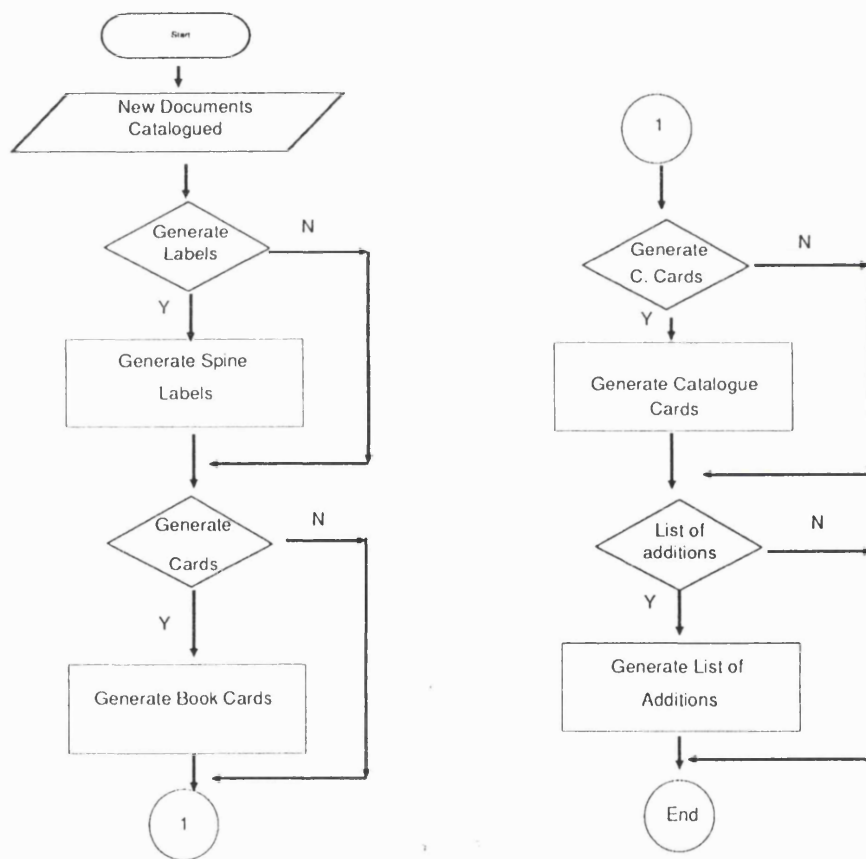 Start
New Documents
Catalogued
Generate
Labels
N
Y
Generate Spine
Labels
Generate
Cards
N
Y
Generate Book Cards
1
1
Generate
C. Cards
N
Y
Generate Catalogue
Cards
List of
additions
N
Y
Generate List of
Additions
End